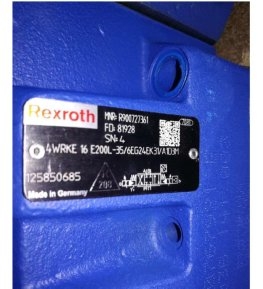 Rexroth
MNR: R900727361
FD: 81928
SN: 4
4WRKE 16 E200L-35/6EG24EK31/A1D3M
125850685
Made in Germany